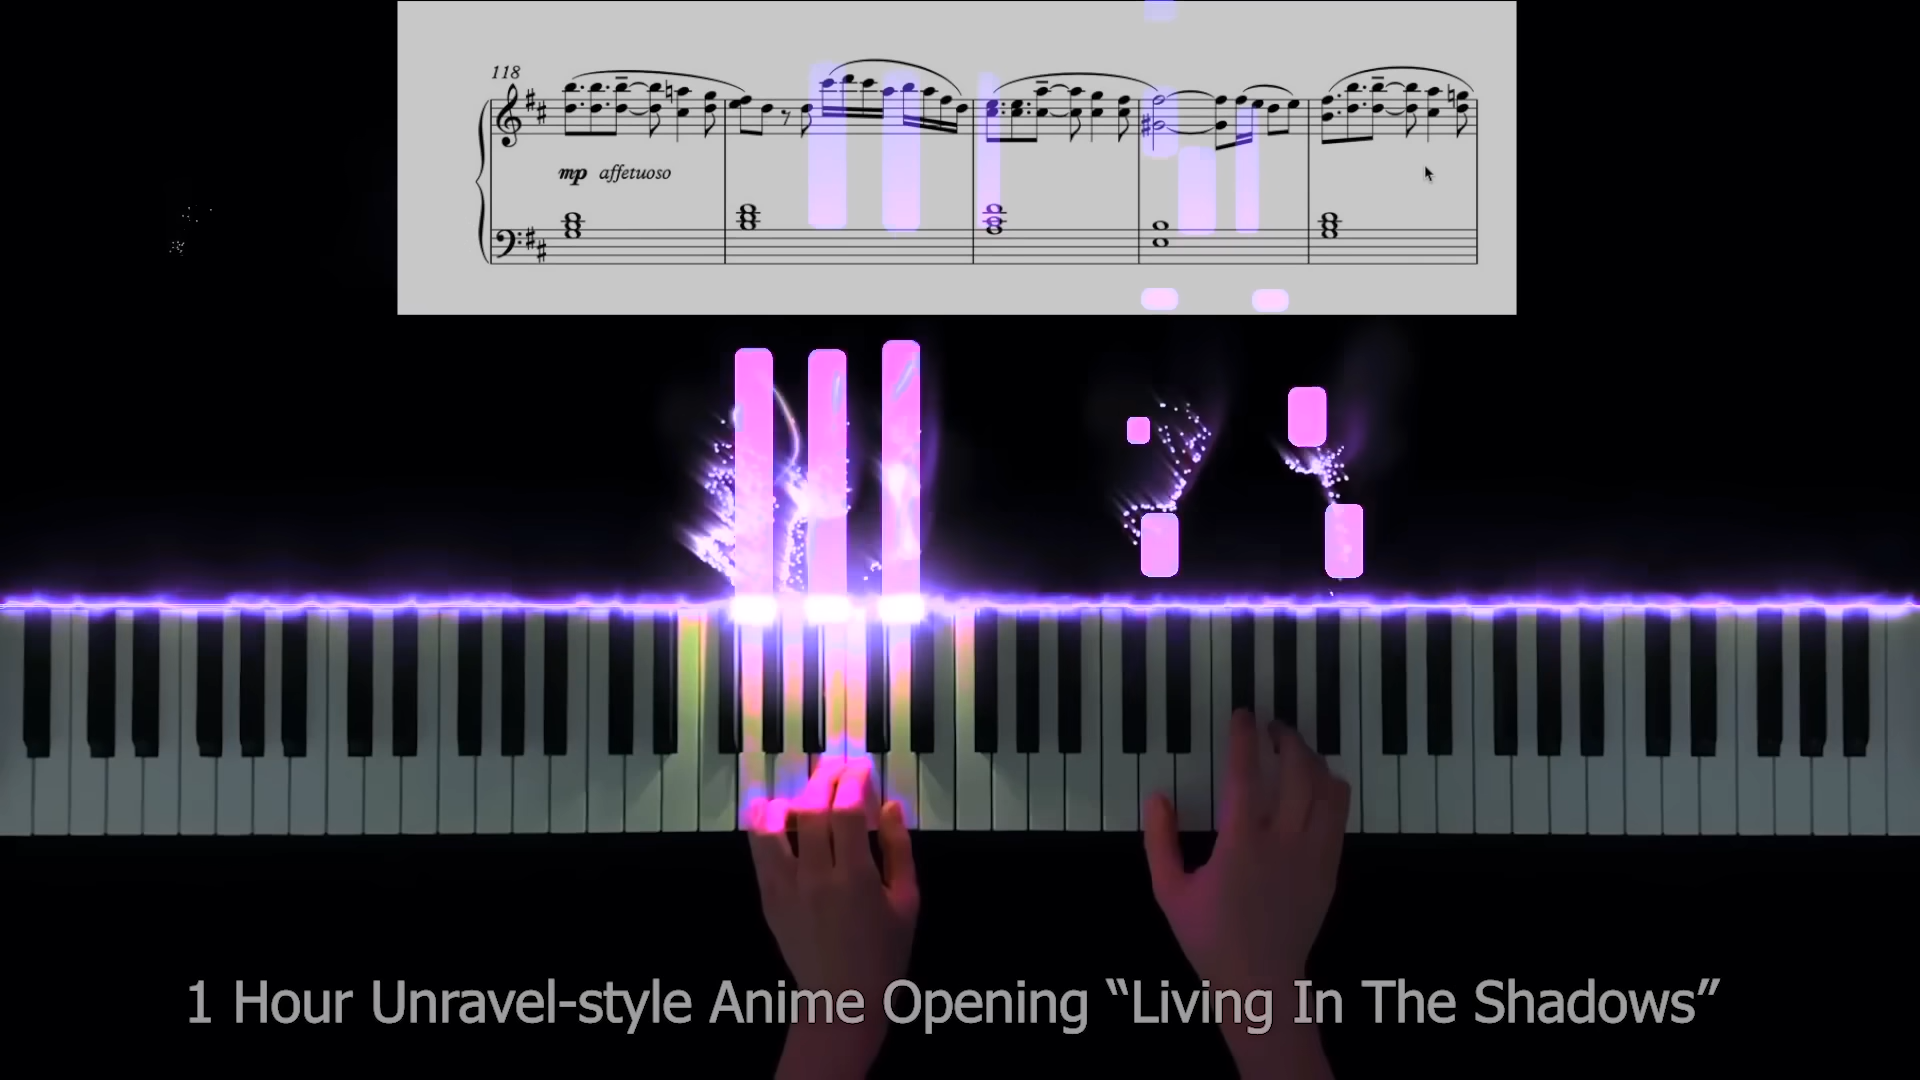 118
mp affetuoso
1 Hour Unravel-style Anime Opening “Living In The Shadows”